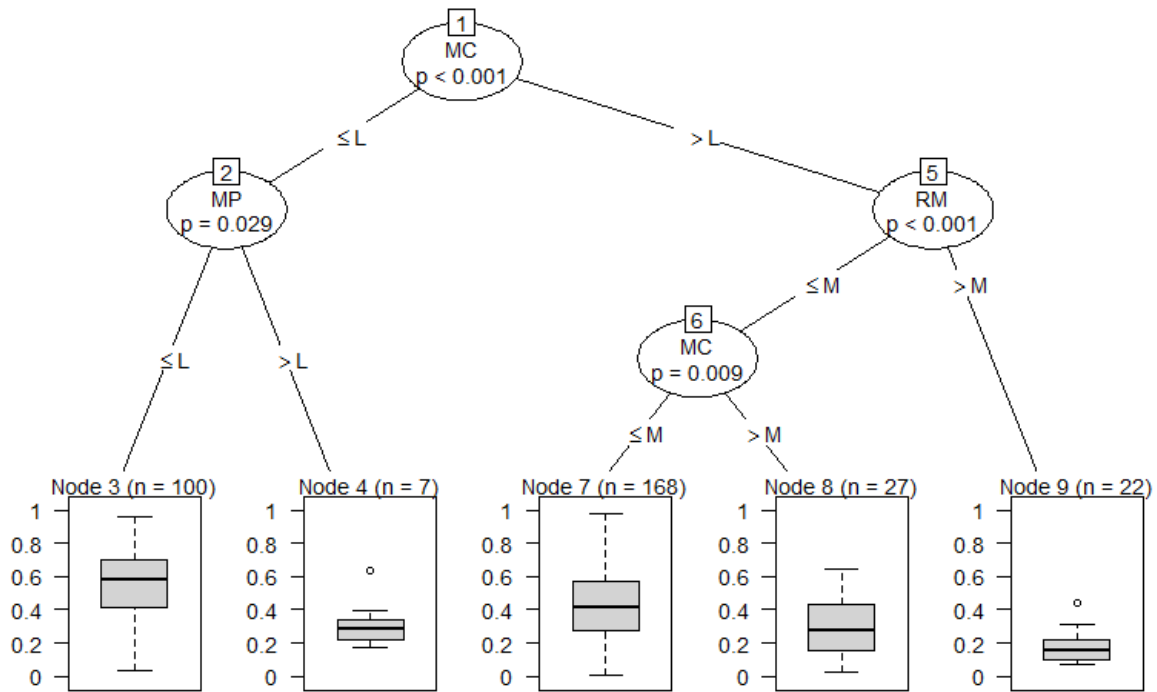 1
MC
p < 0.001
≤ L
> L
2
MP
p = 0.029
5
RM
p < 0.001
≤ L
> L
≤ M
> M
6
MC
p = 0.009
≤ M
> M
Node 3 (n = 100)
1
0.8
0.6
0.4
0.2
0
Node 4 (n = 7)
1
0.8
0.6
0.4
0.2
0
Node 7 (n = 168)
1
0.8
0.6
0.4
0.2
0
Node 8 (n = 27)
1
0.8
0.6
0.4
0.2
0
Node 9 (n = 22)
1
0.8
0.6
0.4
0.2
0